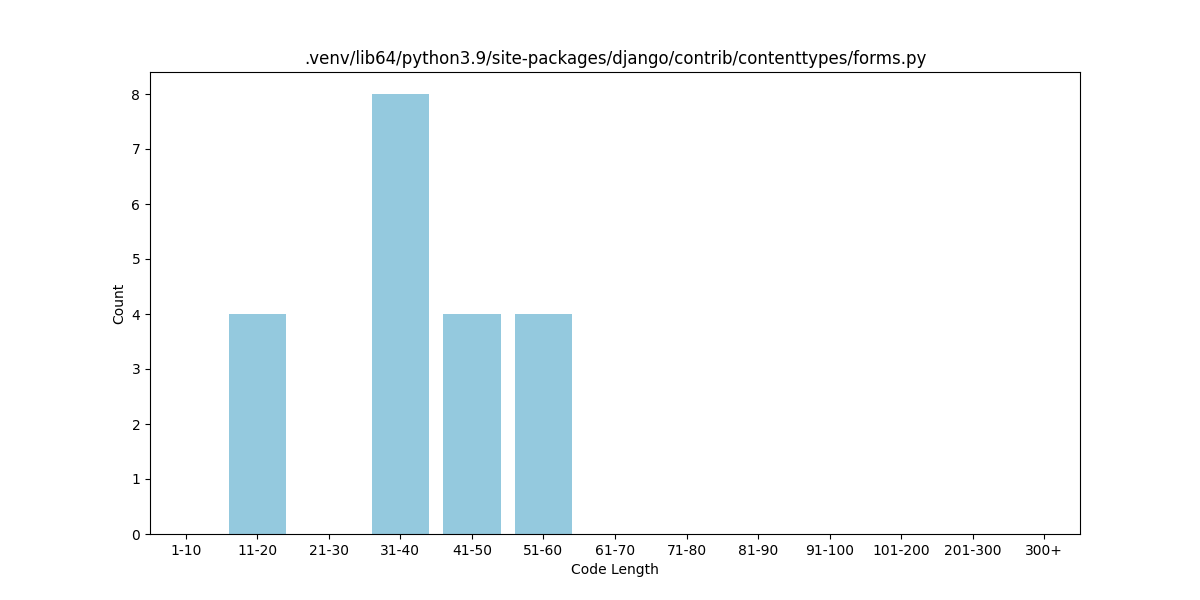 .venv/lib64/python3.9/site-packages/django/contrib/contenttypes/forms.py
8
7
6
5
4
3
2
1
0
Count
1-10 11-20 21-30 31-40 41-50 51-60 61-70 71-80 81-90 91-100 101-200 201-300 300+
Code Length